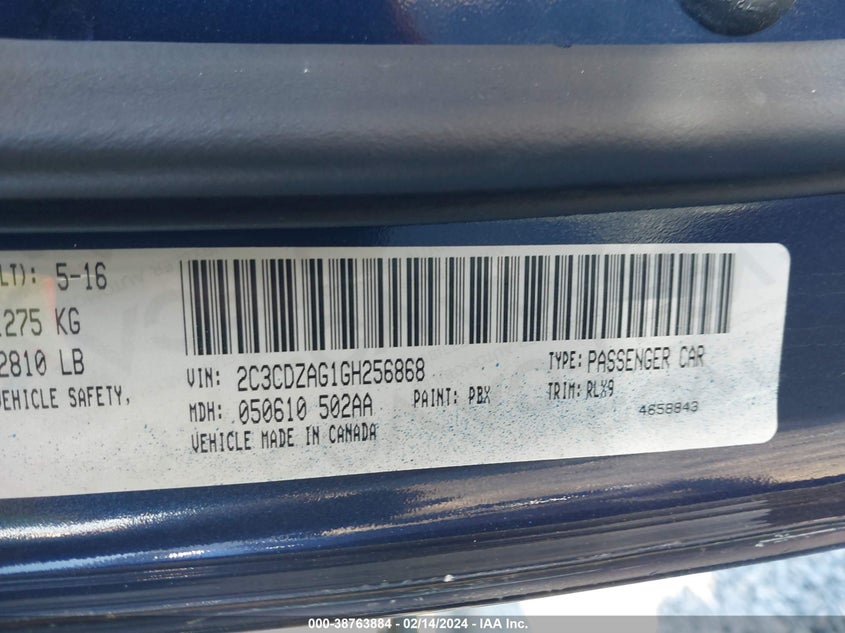 LT): 5-16
275 KG
2810 LB
VEHICLE SAFETY,
VIN: 2C3CDZAG1GH256868
TYPE: PASSENGER CAR
MDH: 050610 502AA
PAINT: PBX
TRIM: RLX9
VEHICLE MADE IN CANADA
4658843
000-38763884 - 02/14/2024 - IAA Inc.